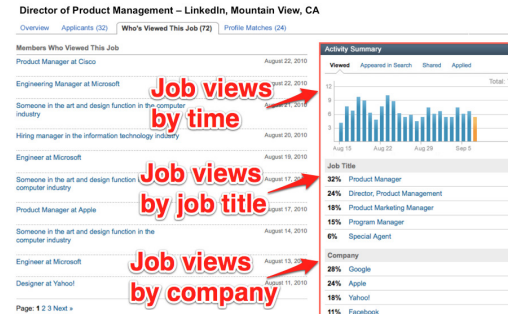 Director of Product Management – LinkedIn, Mountain View, CA
Overview Applicants (32) Who's Viewed This Job (72) Profile Matches (24)
Members Who Viewed This Job
Product Manager at Cisco August 22, 2010
Engineering Manager at Microsoft August 22, 2010
Someone in the art and design function in the computer August 21, 2010
industry
Hiring manager in the information technology industry August 20, 2010
Engineer at Microsoft August 19, 2010
Someone in the art and design function in August 17, 2010
computer industry
Product Manager at Apple August 17, 2010
Someone in the art and design function in the August 14, 2010
computer industry
Engineer at Microsoft August 13, 2010
Designer at Yahoo! August 11, 2010
Page: 1 2 3 Next »
Job views
by time
Job views
by job title
Job views
by company
Activity Summary
Viewed Appeared in Search Shared Applied
Total:
12
9
6
3
Aug 15 Aug 22 Aug 29 Sep 5
Job Title
32% Product Manager
24% Director, Product Management
18% Product Marketing Manager
15% Program Manager
6% Special Agent
Company
28% Google
24% Apple
18% Yahoo!
11% Facebook